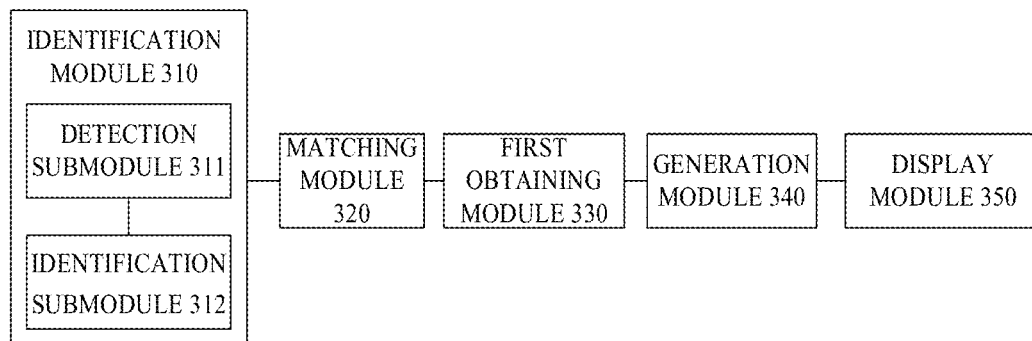 IDENTIFICATION
MODULE 310
DETECTION
SUBMODULE 311
IDENTIFICATION
SUBMODULE 312
MATCHING
MODULE
320
FIRST
OBTAINING
MODULE 330
GENERATION
MODULE 340
DISPLAY
MODULE 350